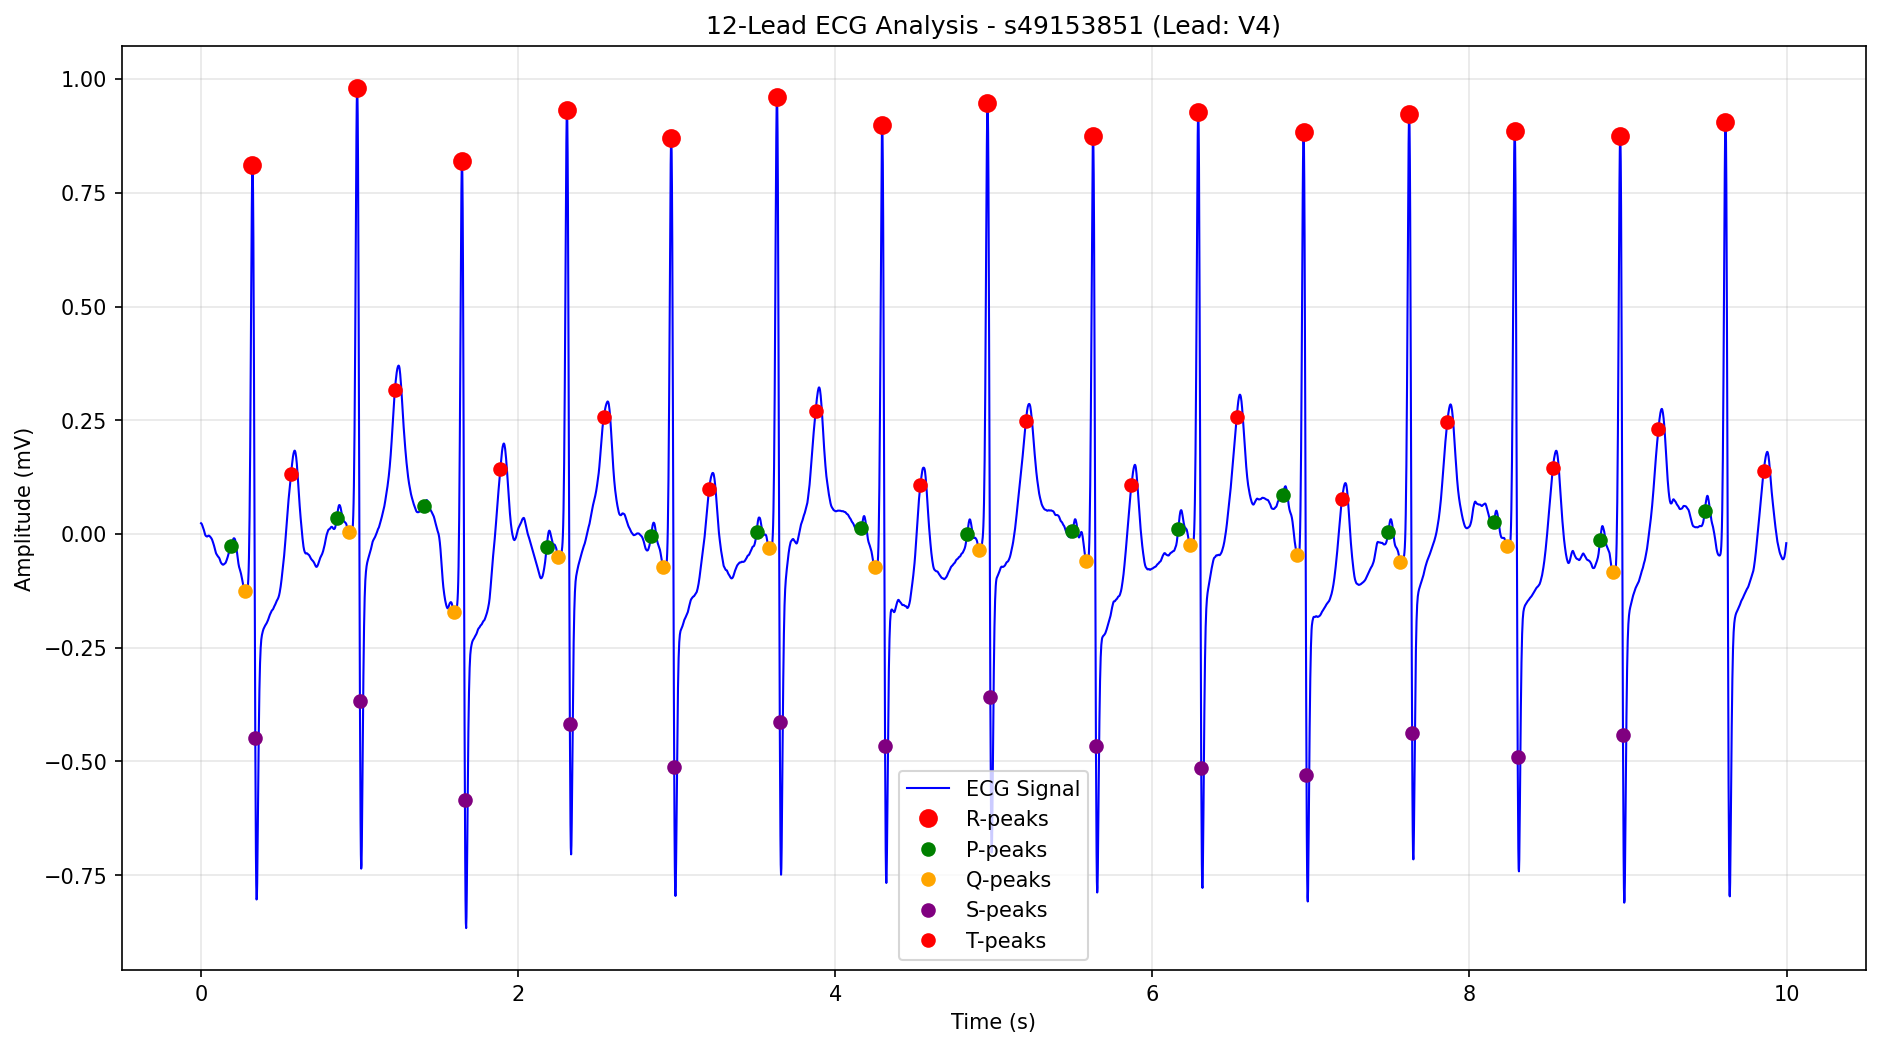 12-Lead ECG Analysis - s49153851 (Lead: V4)
Amplitude (mV)
1.00
0.75
0.50
0.25
0.00
−0.25
−0.50
−0.75
ECG Signal
R-peaks
P-peaks
Q-peaks
S-peaks
T-peaks
0 2 4 6 8 10
Time (s)